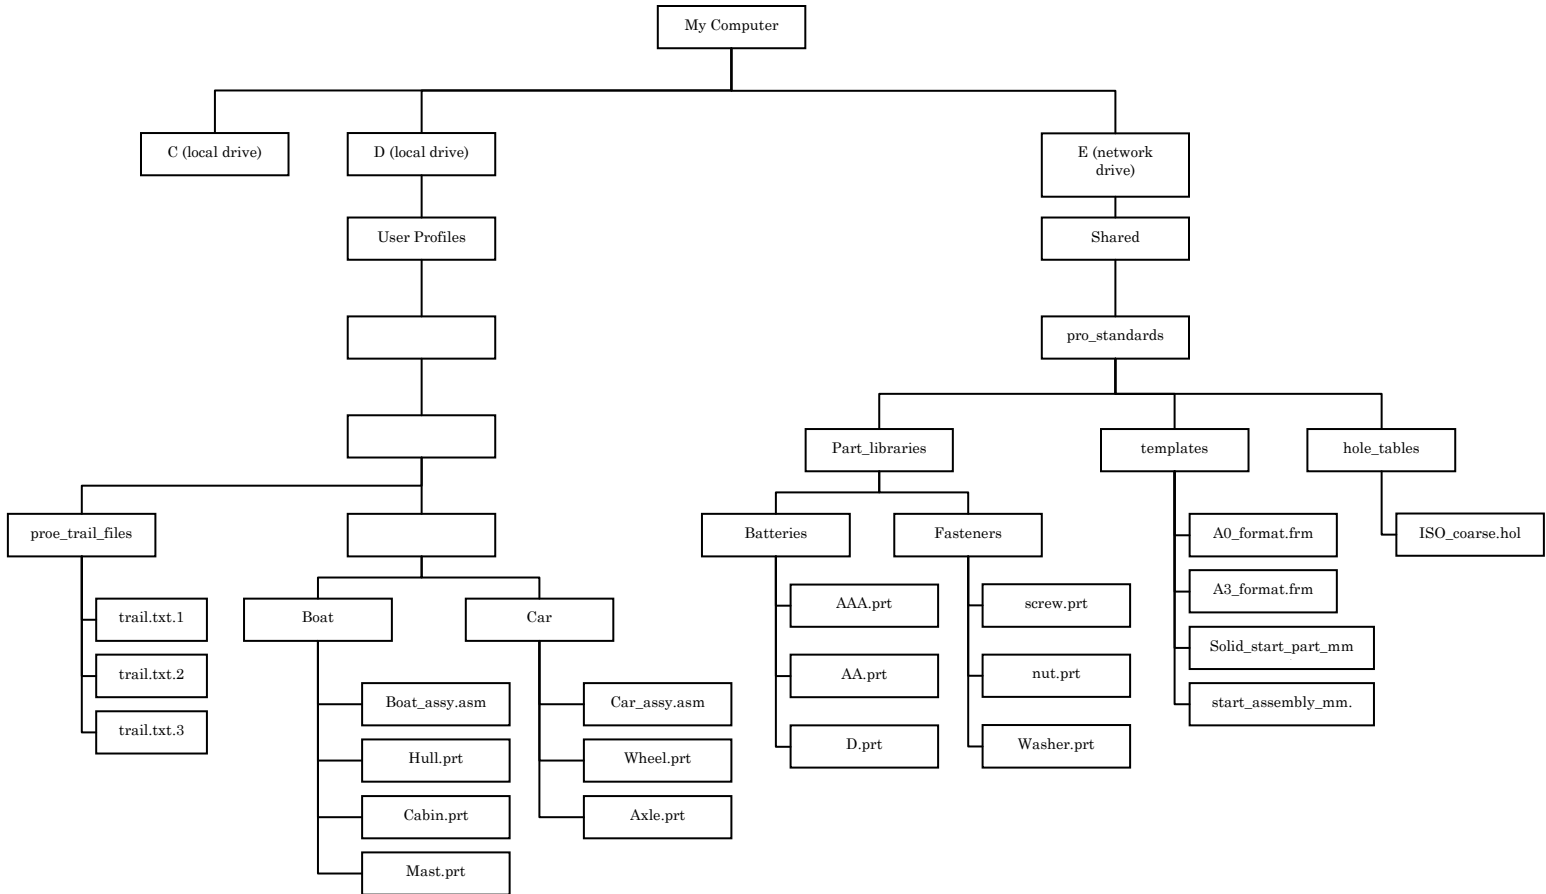 My Computer
C (local drive)
D (local drive)
E (network
drive)
User Profiles
Shared
pro_standards
Part_libraries
templates
hole_tables
proe_trail_files
Batteries
Fasteners
A0_format.frm
ISO_coarse.hol
A3_format.frm
AAA.prt
screw.prt
trail.txt.1
Boat
Car
Solid_start_part_mm
trail.txt.2
AA.prt
nut.prt
Boat_assy.asm
Car_assy.asm
start_assembly_mm.
trail.txt.3
D.prt
Washer.prt
Hull.prt
Wheel.prt
Cabin.prt
Axle.prt
Mast.prt